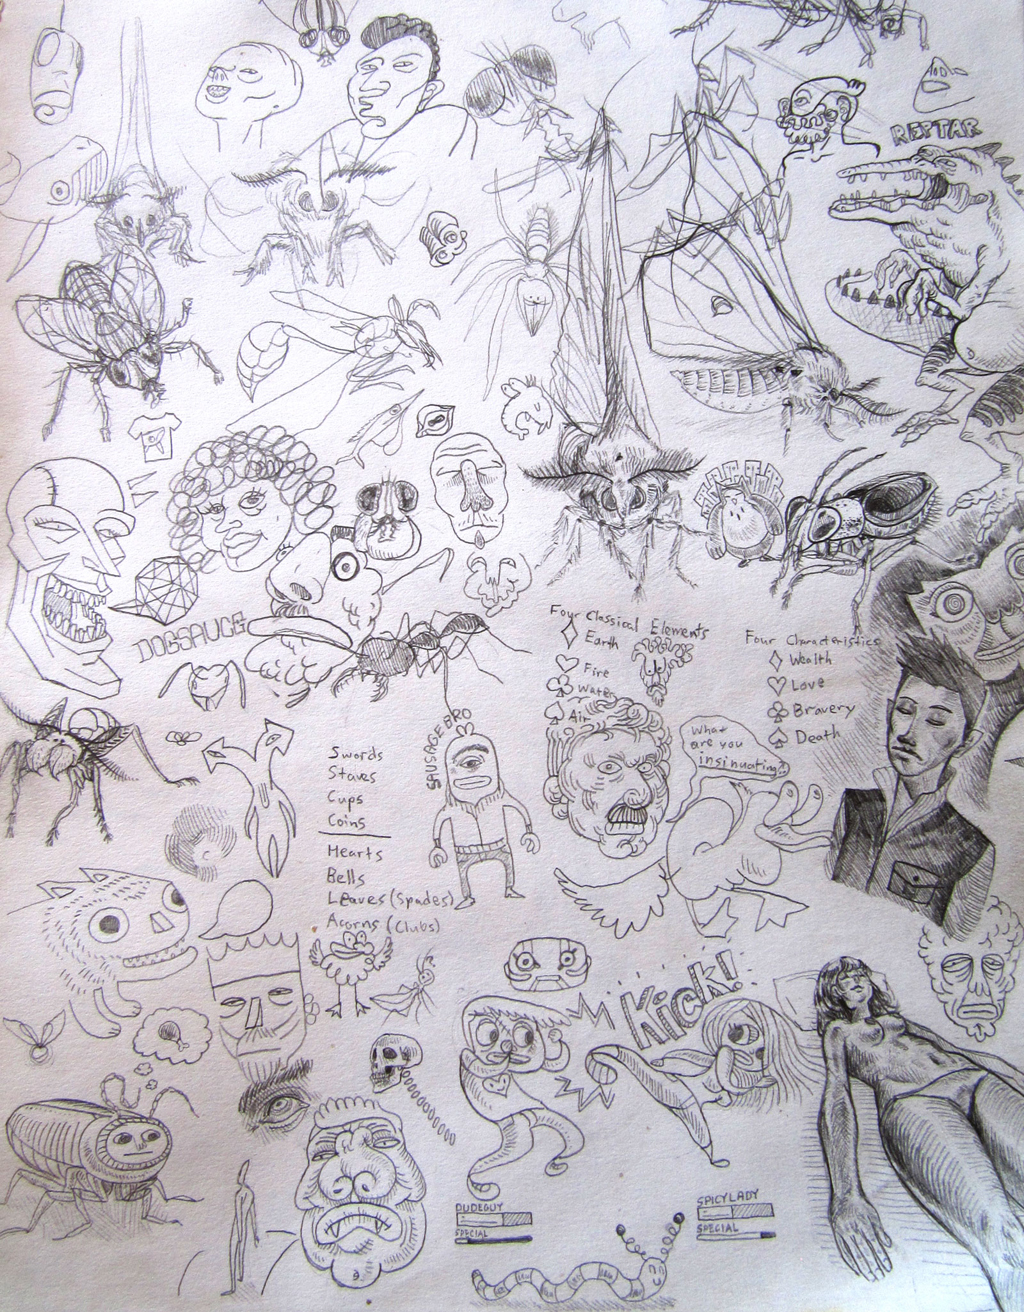 REPTAR
DOGSAUCE
Four Classical Elements
Earth
Fire
Water
Air
Four Characteristics
Wealth
Love
Bravery
Death
SAUSAGEBRO
What
are you
insinuating?
Swords
Staves
Cups
Coins
Hearts
Bells
Leaves (Spades)
Acorns (Clubs)
Kick!
DUDEGUY
SPECIAL
SPICYLADY
SPECIAL